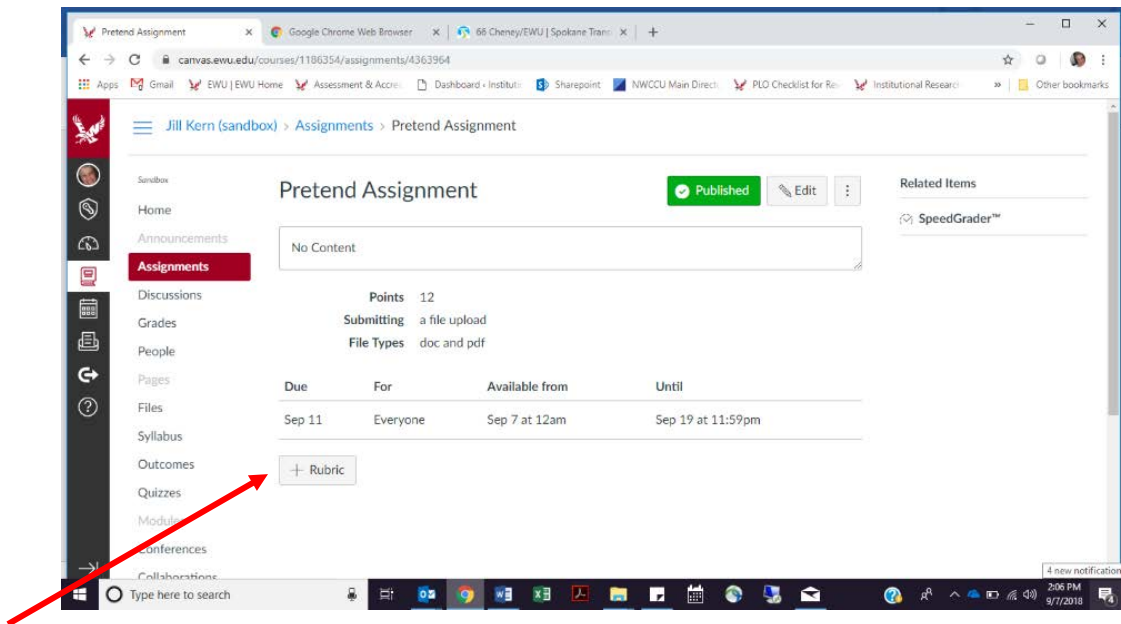 Pretend Assignment
Google Chrome Web Browser
66 Cheney/EWU | Spokane Trans
canvas.ewu.edu/courses/1186354/assignments/4363964
Apps Gmail EWU | EWU Home Assessment & Accre Dashboard ‹ Institut Sharepoint NWCCU Main Direct PLO Checklist for Re Institutional Researc » Other bookmarks
Jill Kern (sandbox) > Assignments > Pretend Assignment
Sandbox
Home
Announcements
Assignments
Discussions
Grades
People
Pages
Files
Syllabus
Outcomes
Quizzes
Module
Conferences
Collaborations
Pretend Assignment
Published
Edit
No Content
Points 12
Submitting a file upload
File Types doc and pdf
Due For Available from Until
Sep 11 Everyone Sep 7 at 12am Sep 19 at 11:59pm
+ Rubric
Related Items
SpeedGrader™
4 new notification
Type here to search
2:06 PM
9/7/2018
4